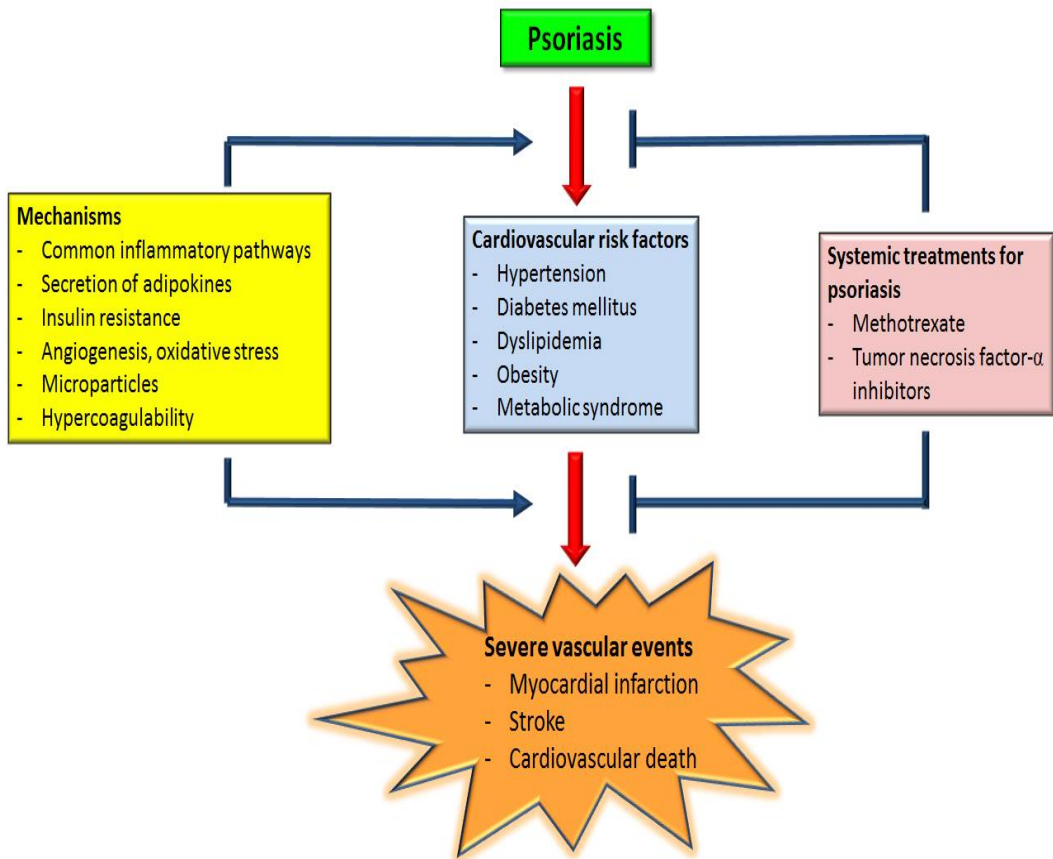 Psoriasis
Mechanisms
- Common inflammatory pathways
- Secretion of adipokines
- Insulin resistance
- Angiogenesis, oxidative stress
- Microparticles
- Hypercoagulability
Cardiovascular risk factors
- Hypertension
- Diabetes mellitus
- Dyslipidemia
- Obesity
- Metabolic syndrome
Systemic treatments for
psoriasis
- Methotrexate
- Tumor necrosis factor-α
inhibitors
Severe vascular events
- Myocardial infarction
- Stroke
- Cardiovascular death